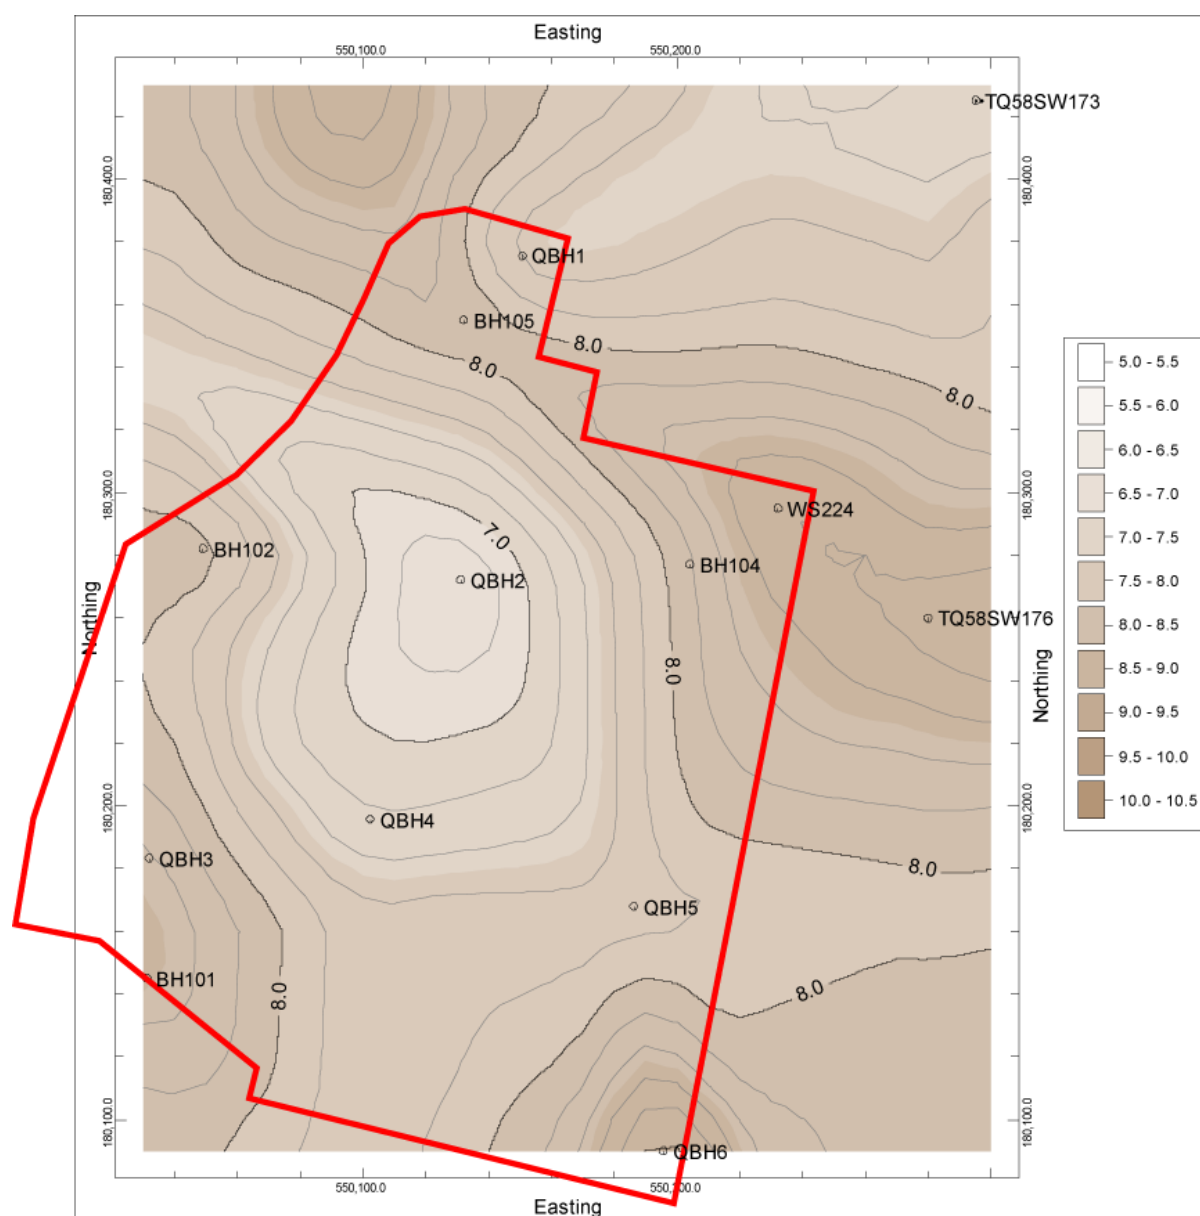 Easting
550,100.0 550,200.0
TQ58SW173
180,400.0 180,400.0
QBH1
BH105
8.0
8.0
8.0
180,300.0 180,300.0
WS224
7.0
BH102
BH104
QBH2
TQ58SW176
Northing
Northing
8.0
180,200.0 180,200.0
QBH4
QBH3
8.0
QBH5
BH101
8.0
8.0
180,100.0 180,100.0
QBH6
550,100.0 550,200.0
Easting
5.0 - 5.5
5.5 - 6.0
6.0 - 6.5
6.5 - 7.0
7.0 - 7.5
7.5 - 8.0
8.0 - 8.5
8.5 - 9.0
9.0 - 9.5
9.5 - 10.0
10.0 - 10.5